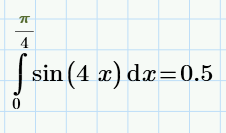 ∫₀^(π/4) sin(4 x) dx=0.5